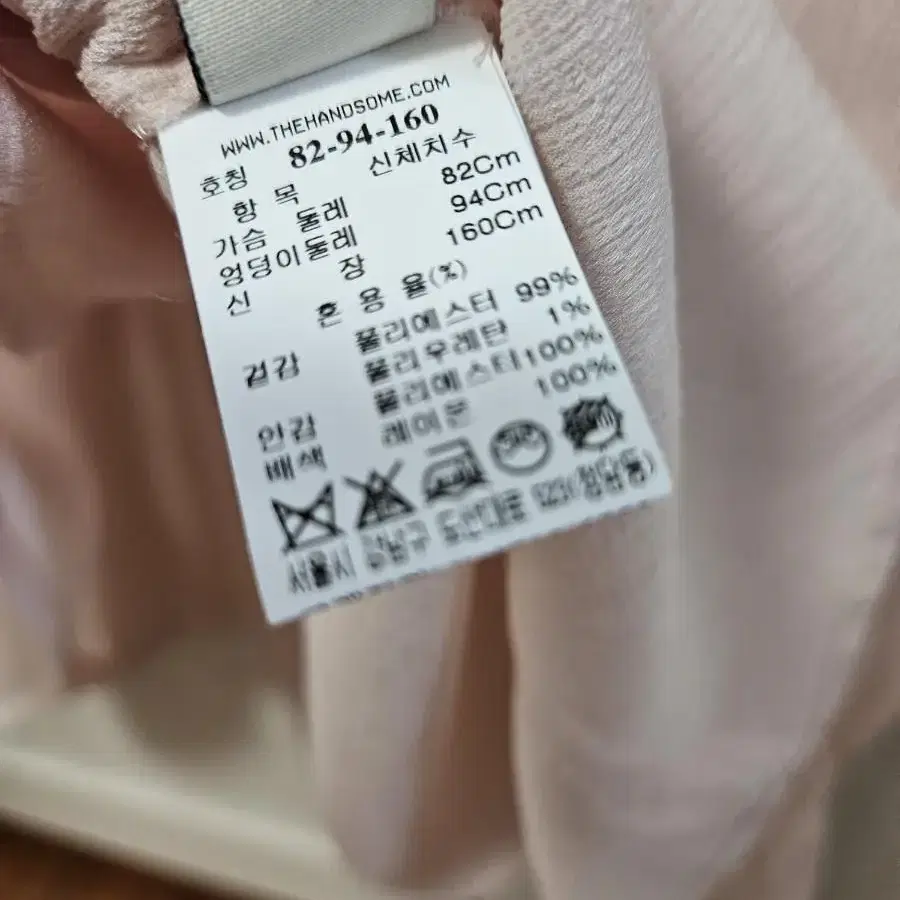 WWW.THEHANDSOME.COM
호칭 82-94-160
항 목 신체치수
가슴 둘레 82Cm
엉덩이둘레 94Cm
신 장 160Cm
혼 용 율(%)
겉감 폴리에스터 99%
폴리우레탄 1%
안감 폴리에스터100%
배색 레이온 100%
서울시 강남구 도산대로 523(청담동)